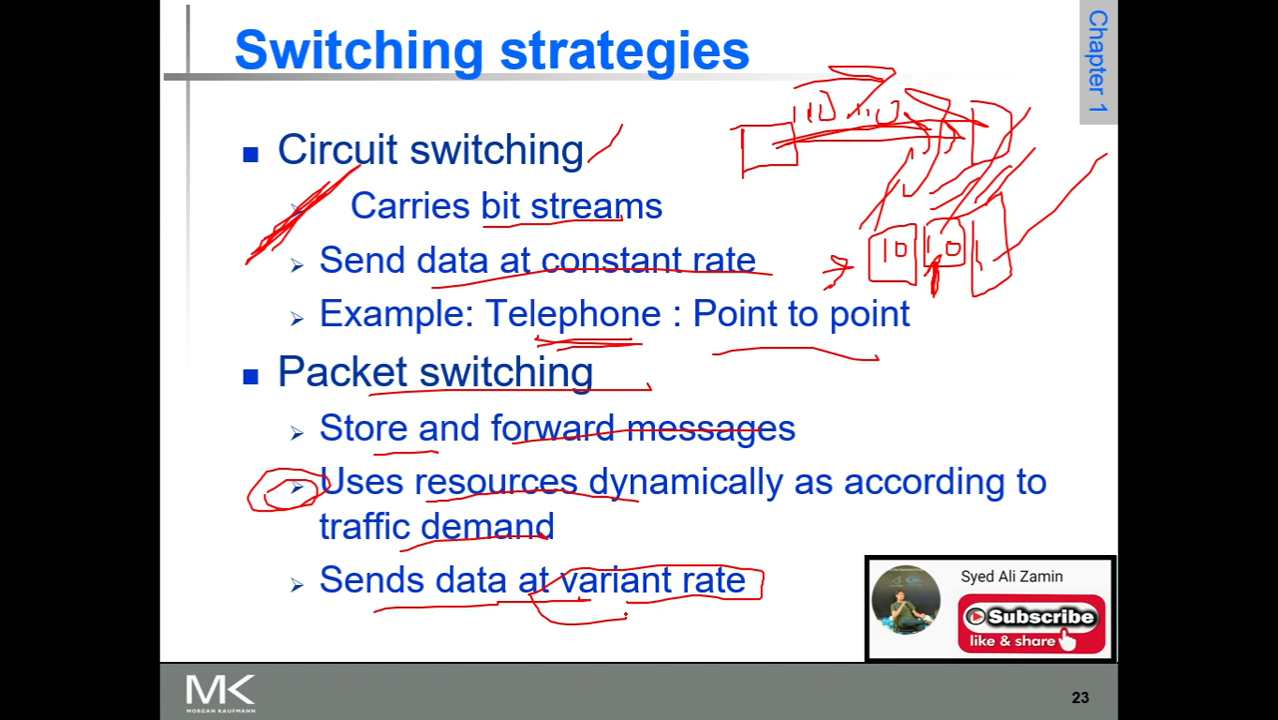 Switching strategies
Chapter 1
Circuit switching
Carries bit streams
Send data at constant rate
Example: Telephone : Point to point
Packet switching
Store and forward messages
Uses resources dynamically as according to
traffic demand
Sends data at variant rate
Syed Ali Zamin
Subscribe
like & share
MK
MORGAN KAUFMANN
23